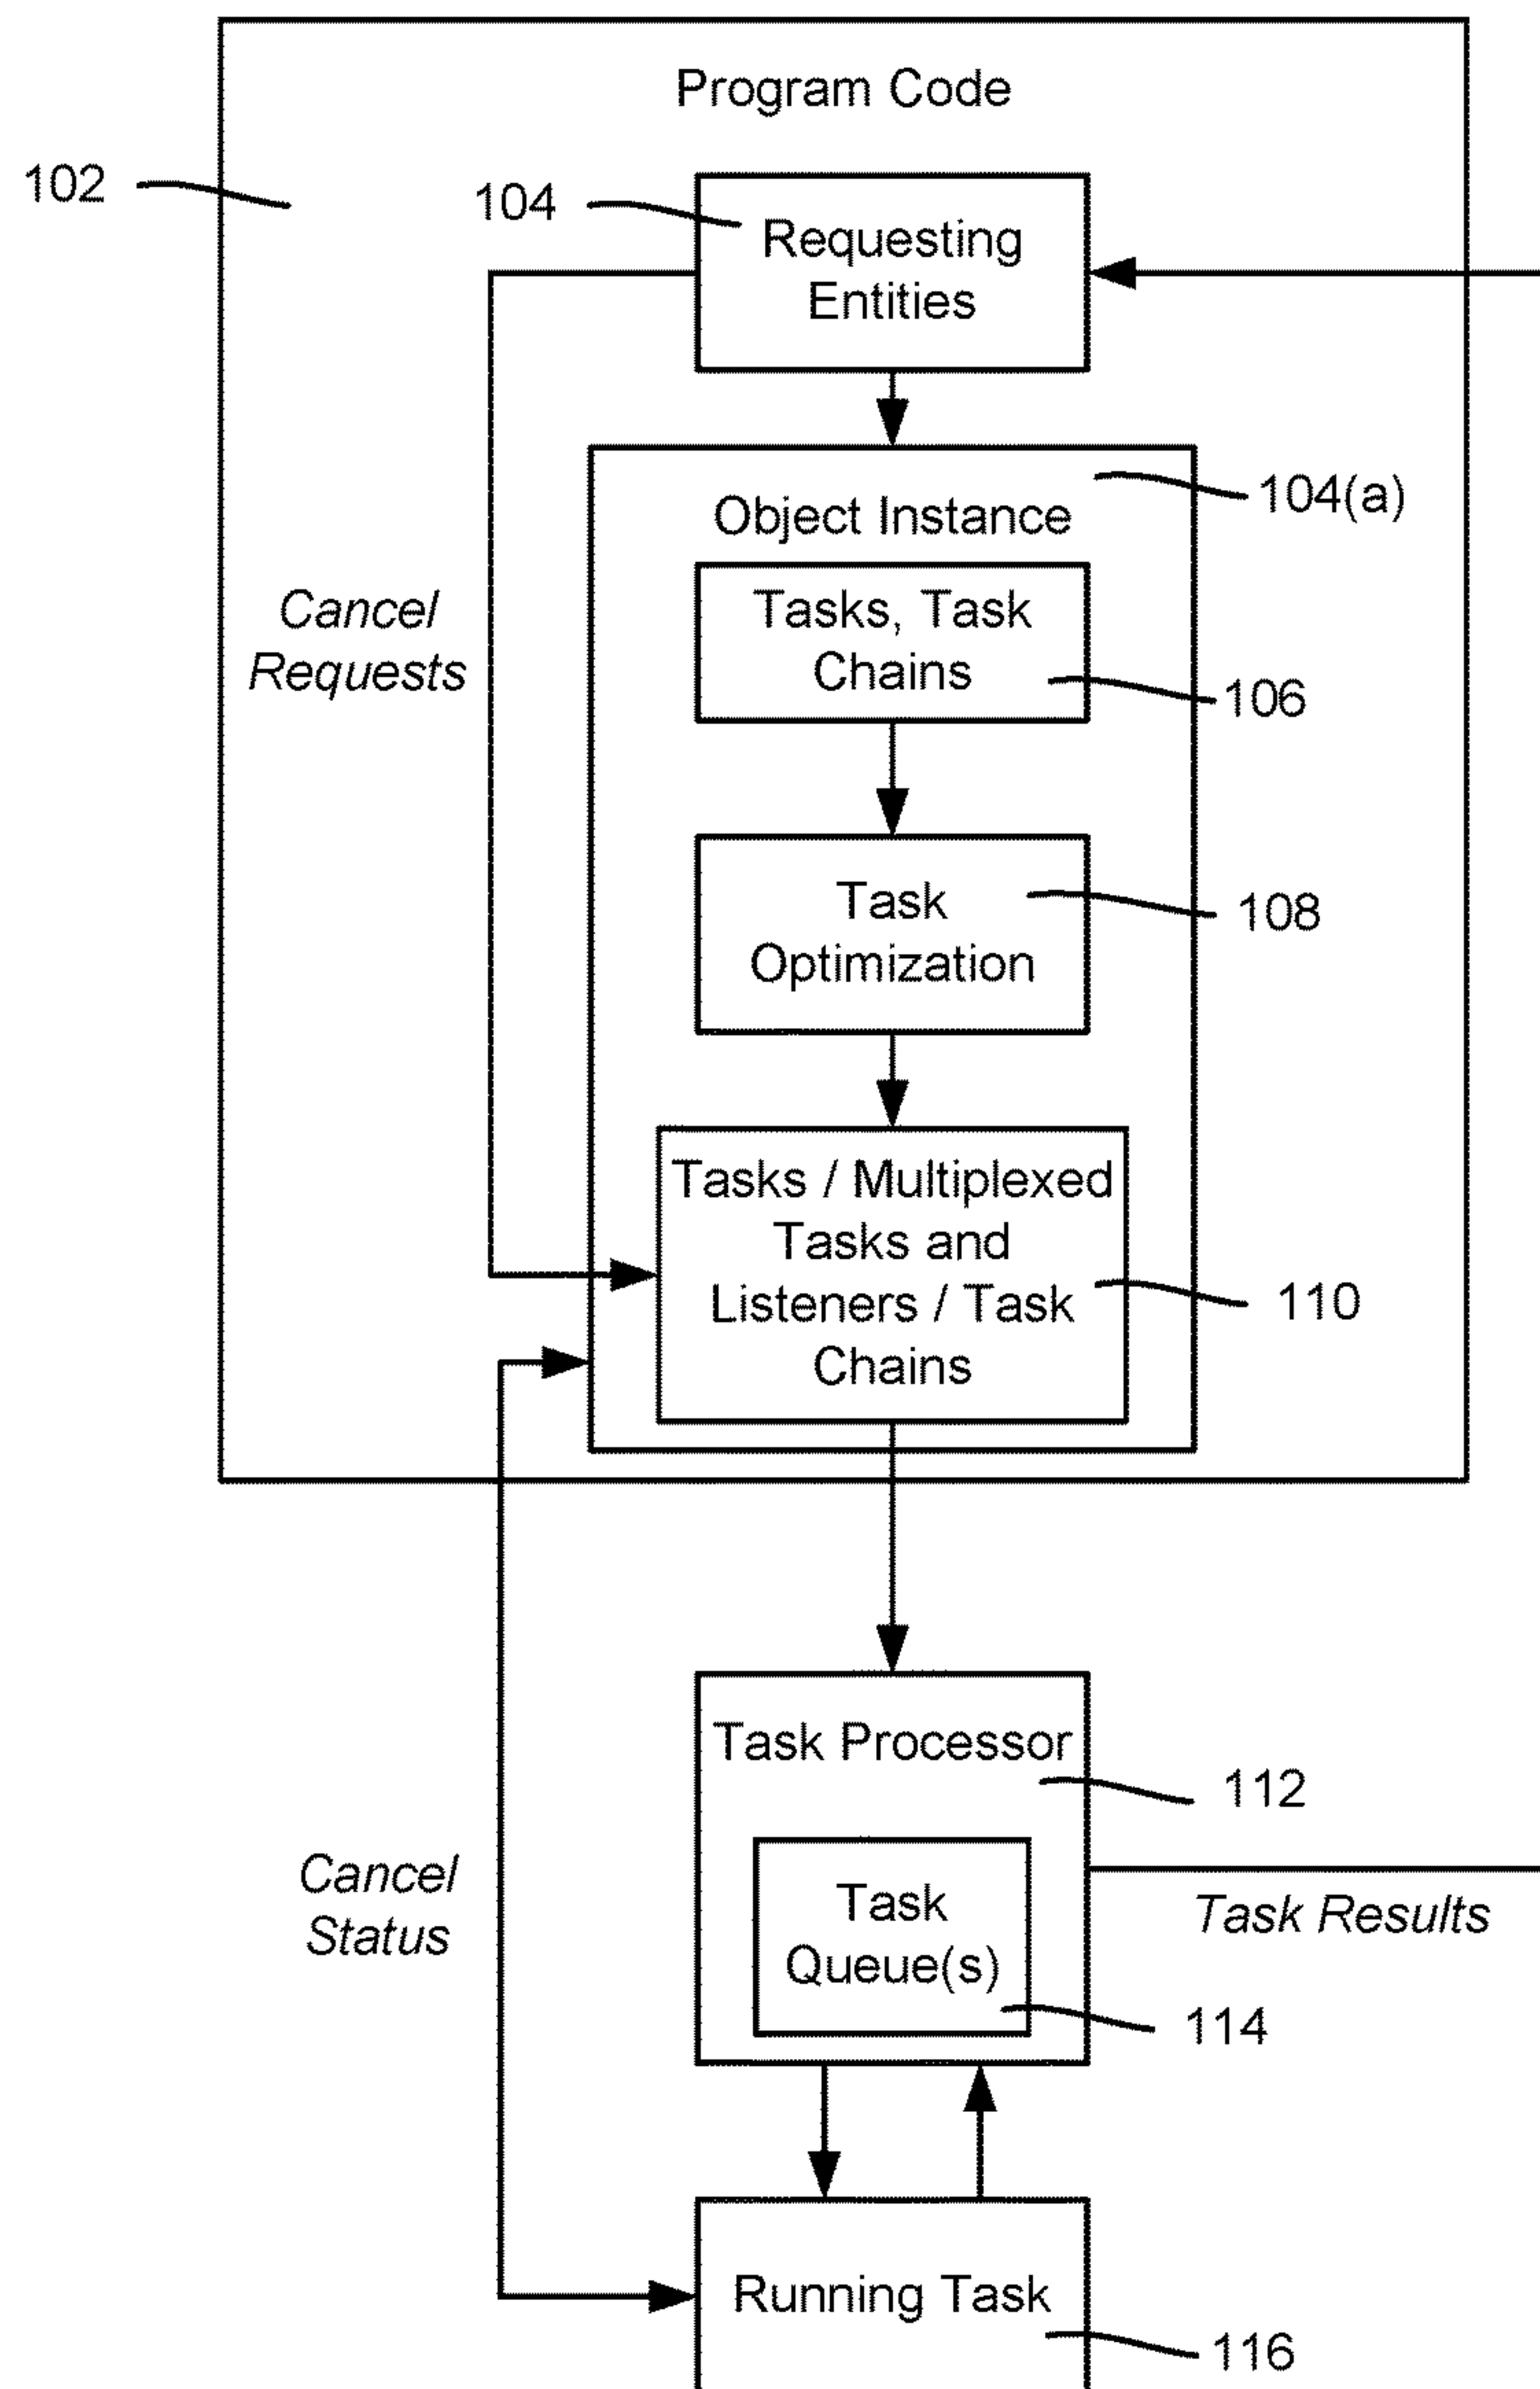 Program Code
102
104
Requesting
Entities
104(a)
Object Instance
Cancel
Requests
Tasks, Task
Chains
106
Task
Optimization
108
Tasks / Multiplexed
Tasks and
Listeners / Task
Chains
110
Task Processor
112
Cancel
Status
Task
Queue(s)
Task Results
114
Running Task
116